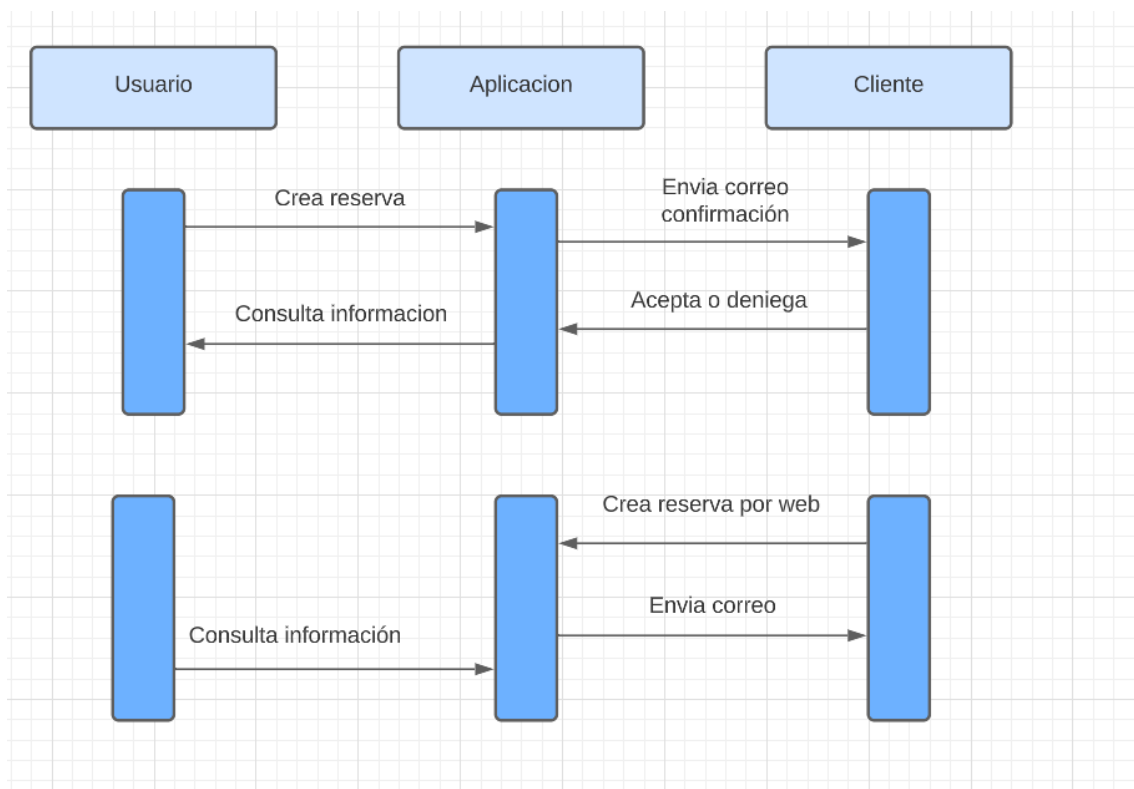 Usuario
Aplicacion
Cliente
Crea reserva
Envia correo
confirmación
Consulta informacion
Acepta o deniega
Crea reserva por web
Envia correo
Consulta información